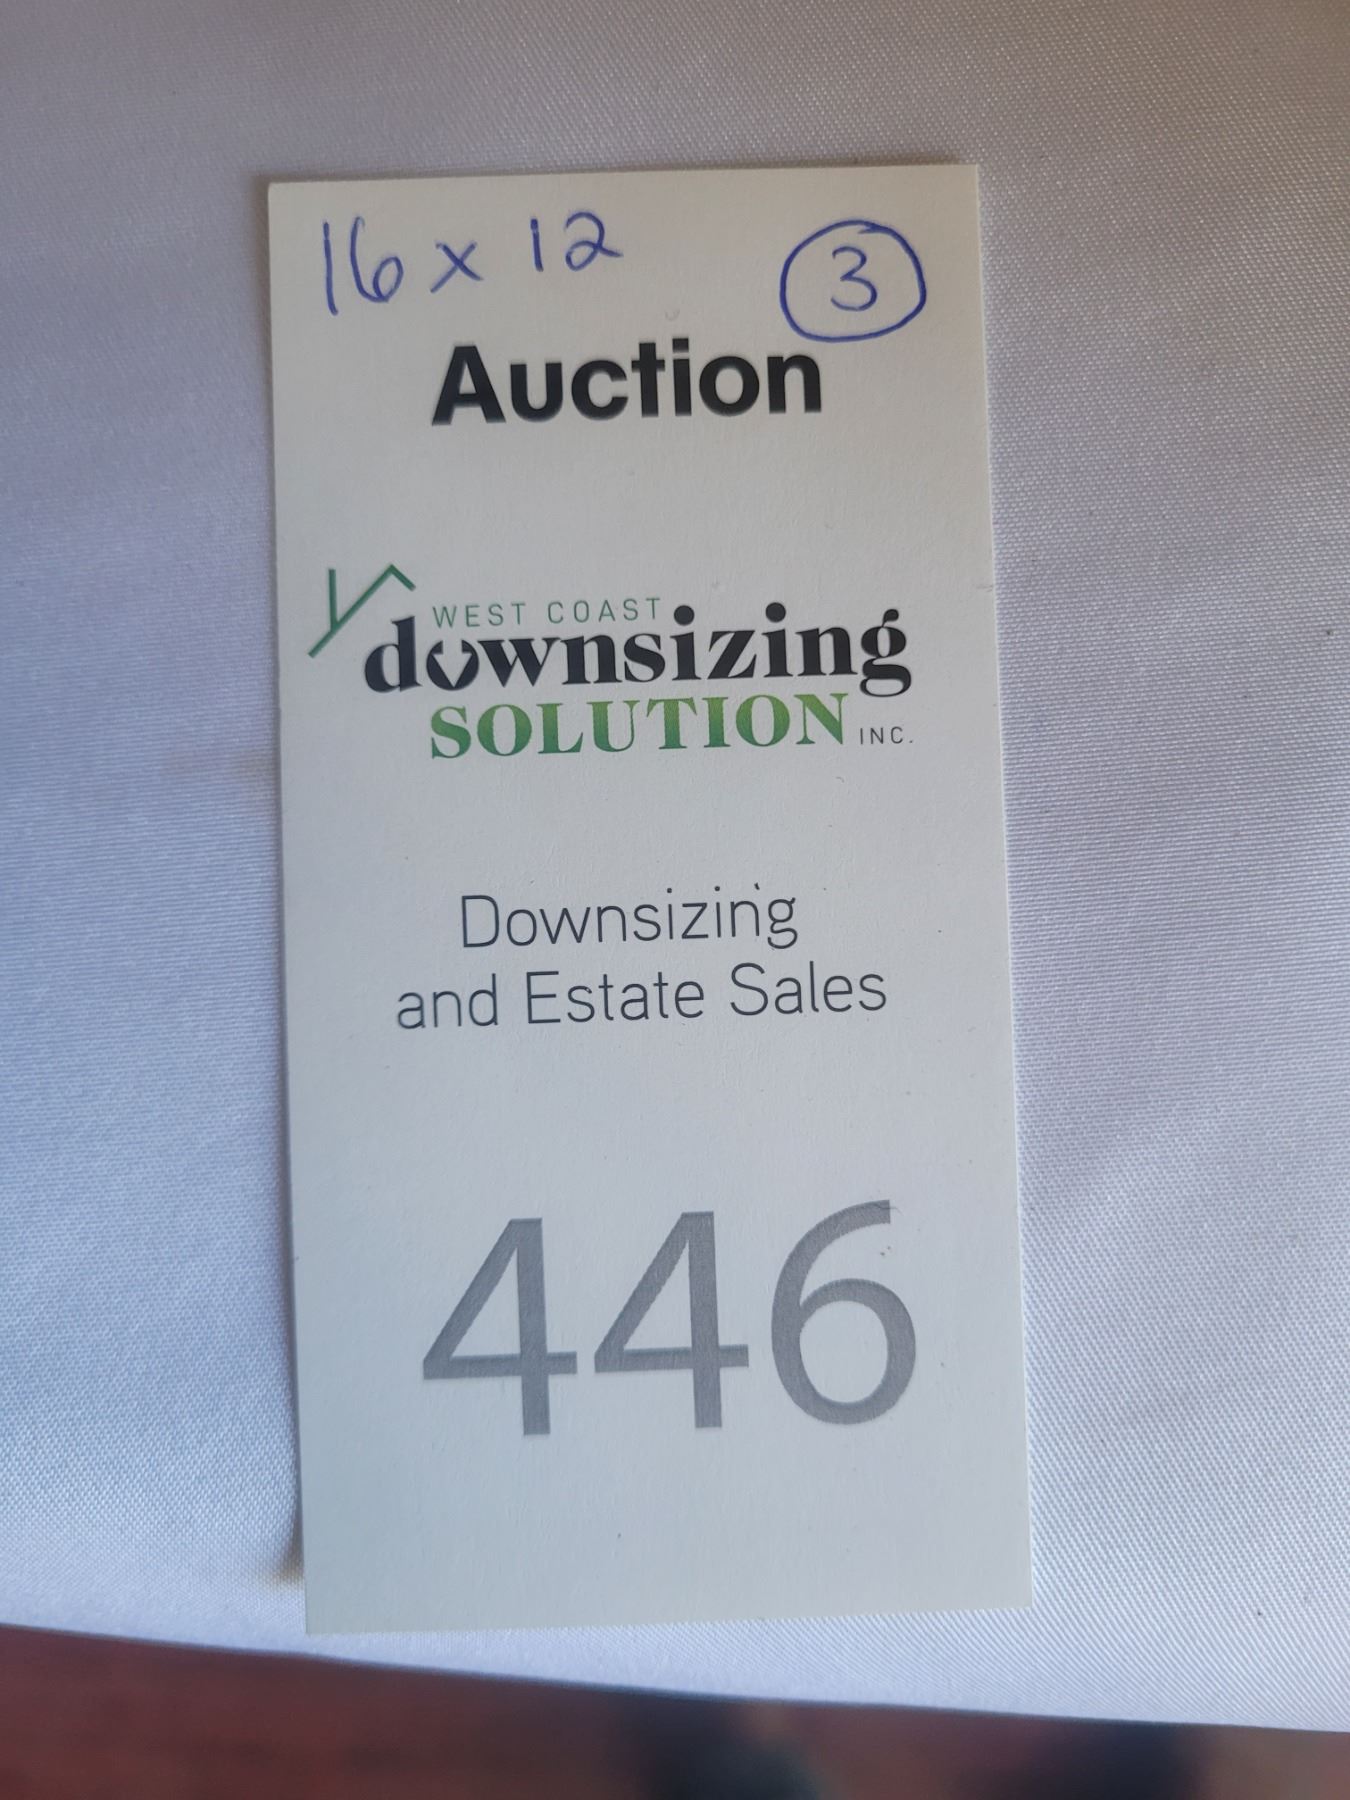 16 x 12 3
Auction
WEST COAST
downsizing
SOLUTION INC.
Downsizing
and Estate Sales
446